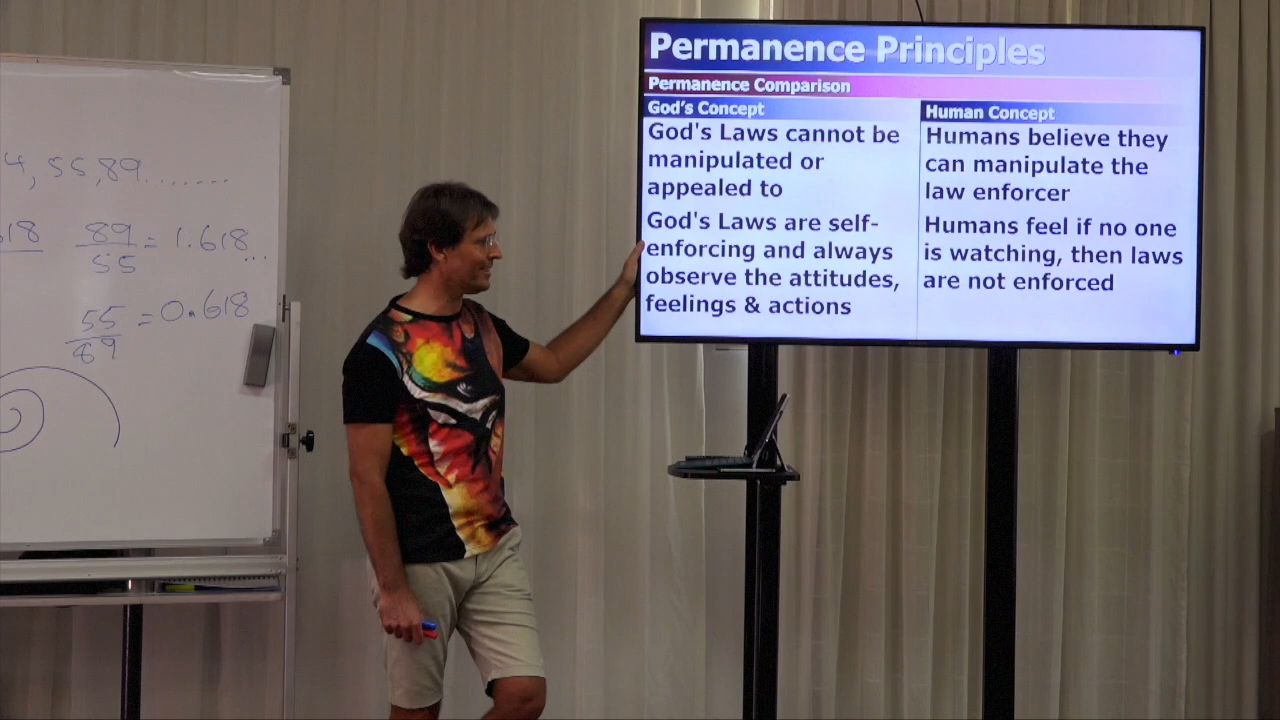 4, 55, 89........
618 89/55 = 1.618...
55/89 = 0.618
Permanence Principles
Permanence Comparison
God's Concept
God's Laws cannot be
manipulated or
appealed to
God's Laws are self-
enforcing and always
observe the attitudes,
feelings & actions
Human Concept
Humans believe they
can manipulate the
law enforcer
Humans feel if no one
is watching, then laws
are not enforced